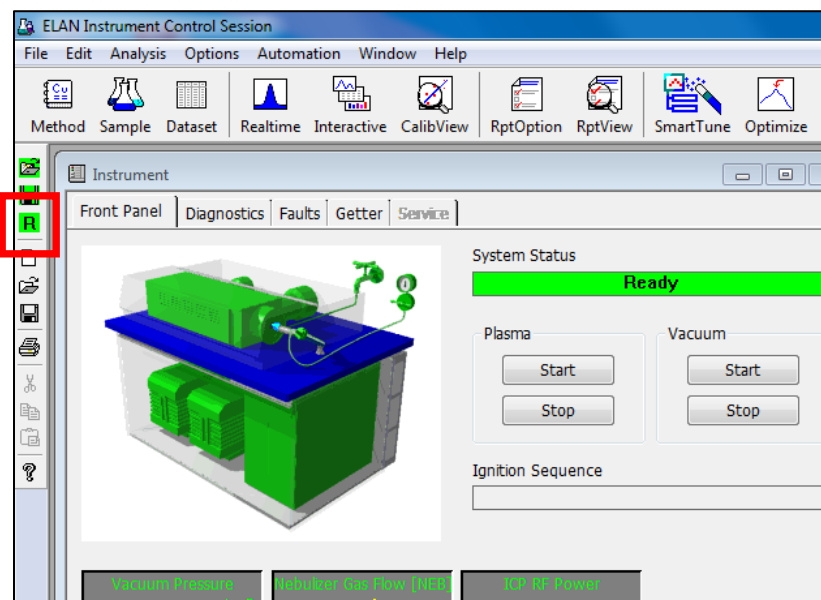 ELAN Instrument Control Session
File Edit Analysis Options Automation Window Help
Cu
Method Sample Dataset Realtime Interactive CalibView RptOption RptView SmartTune Optimize
Instrument
R
Front Panel Diagnostics Faults Getter Service
System Status
Ready
Plasma Vacuum
Start Start
Stop Stop
Ignition Sequence
Vacuum Pressure Nebulizer Gas Flow [NEB] ICP RF Power